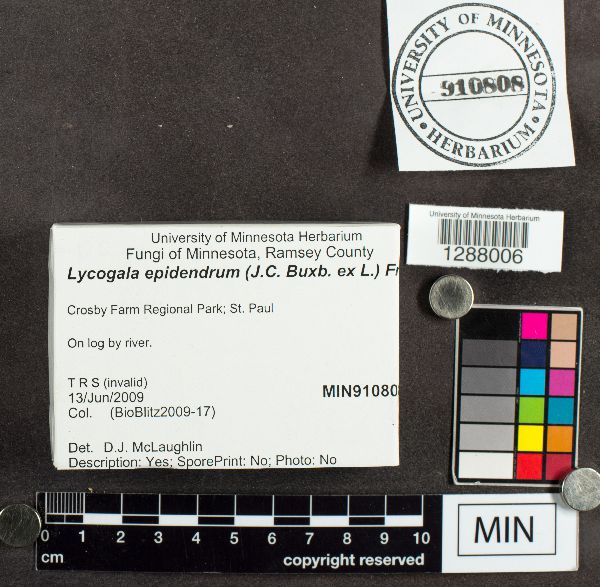 UNIVERSITY OF MINNESOTA
910808
HERBARIUM
University of Minnesota Herbarium
1288006
University of Minnesota Herbarium
Fungi of Minnesota, Ramsey County
Lycogala epidendrum (J.C. Buxb. ex L.) Fr
Crosby Farm Regional Park; St. Paul
On log by river.
T R S (invalid)
MIN91080
13/Jun/2009
Col. (BioBlitz2009-17)
Det. D.J. McLaughlin
Description: Yes; SporePrint: No; Photo: No
0 1 2 3 4 5 6 7 8 9 10
cm
copyright reserved
MIN